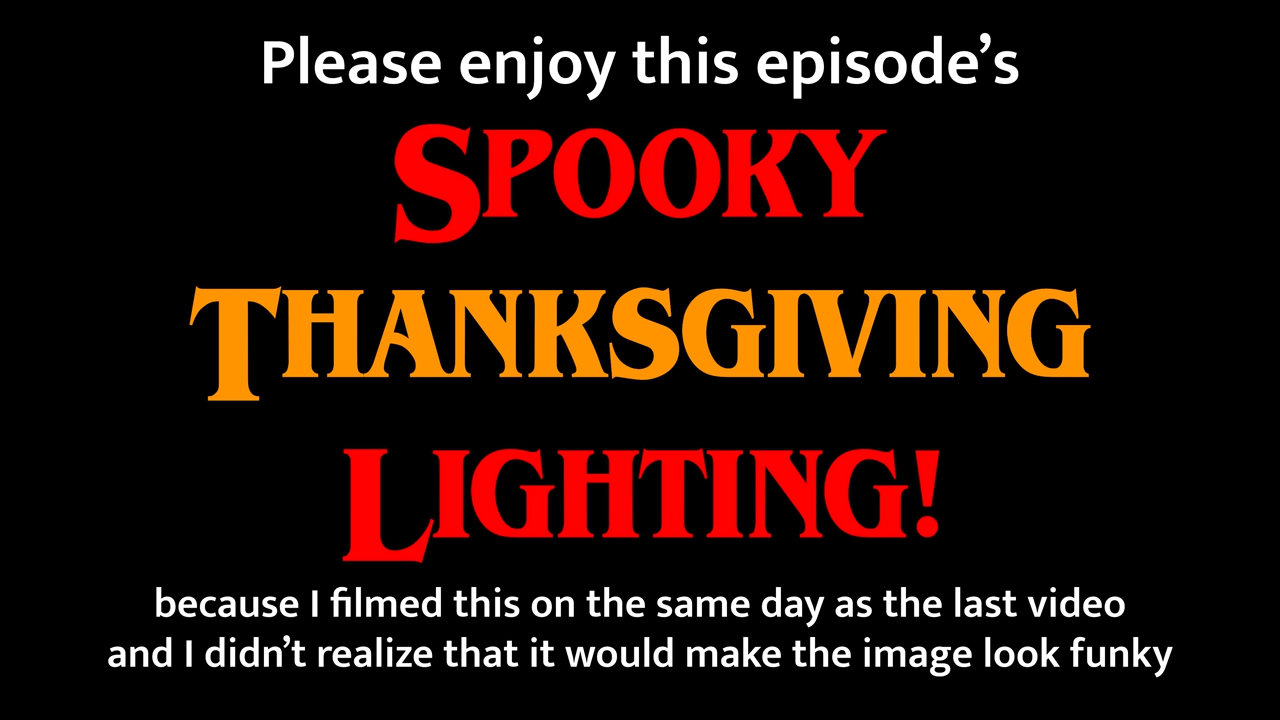 Please enjoy this episode’s
SPOOKY
THANKSGIVING
LIGHTING!
because I filmed this on the same day as the last video
and I didn’t realize that it would make the image look funky